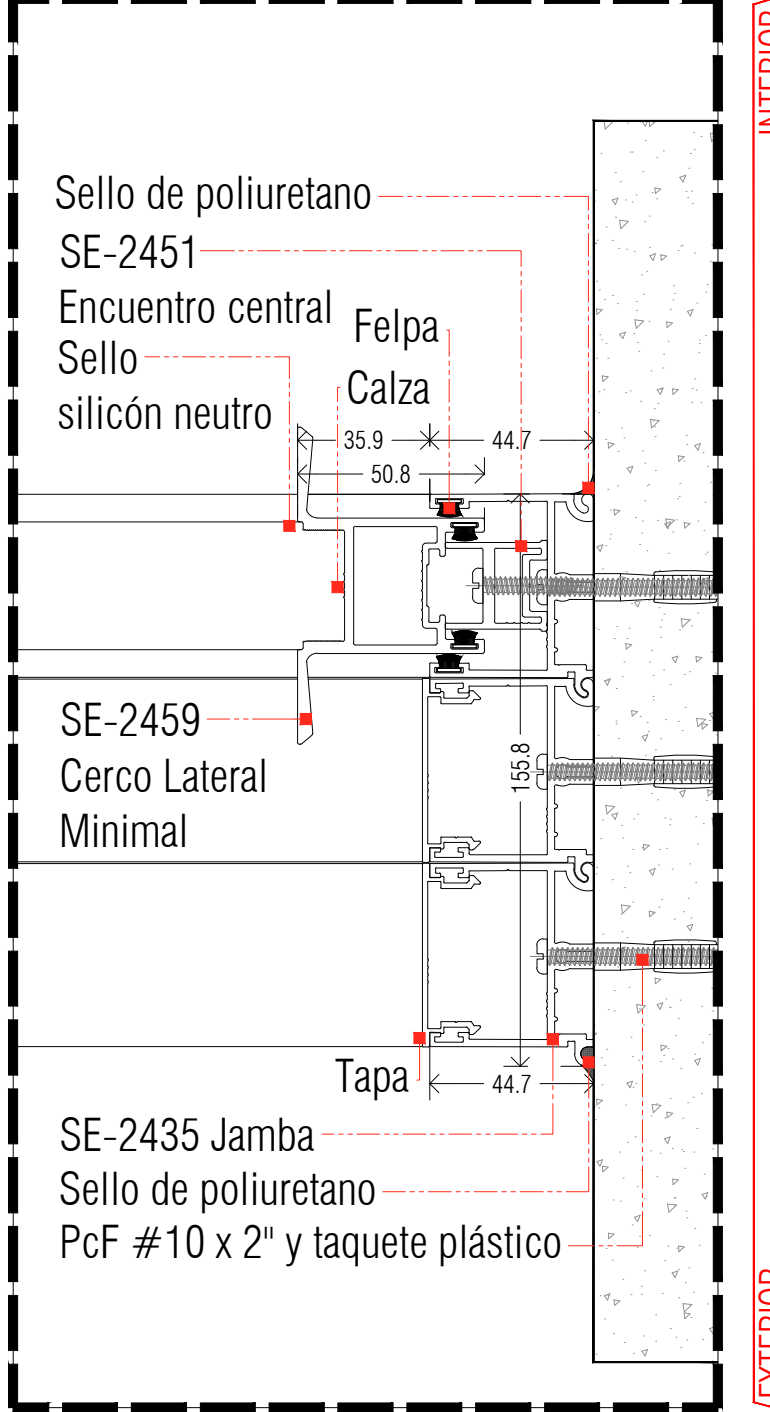 INTERIOR
Sello de poliuretano
SE-2451
Encuentro central
Felpa
Sello
Calza
silicón neutro
35.9
44.7
50.8
SE-2459
Cerco Lateral
Minimal
155.8
Tapa
44.7
SE-2435 Jamba
Sello de poliuretano
PcF #10 x 2" y taquete plástico
EXTERIOR